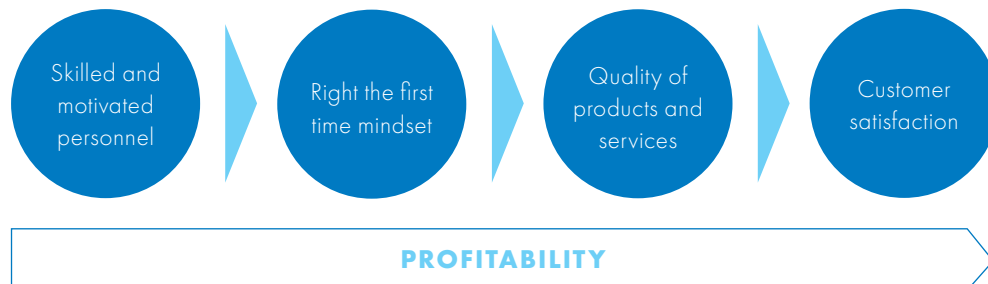 Skilled and
motivated
personnel
Right the first
time mindset
Quality of
products and
services
Customer
satisfaction
PROFITABILITY